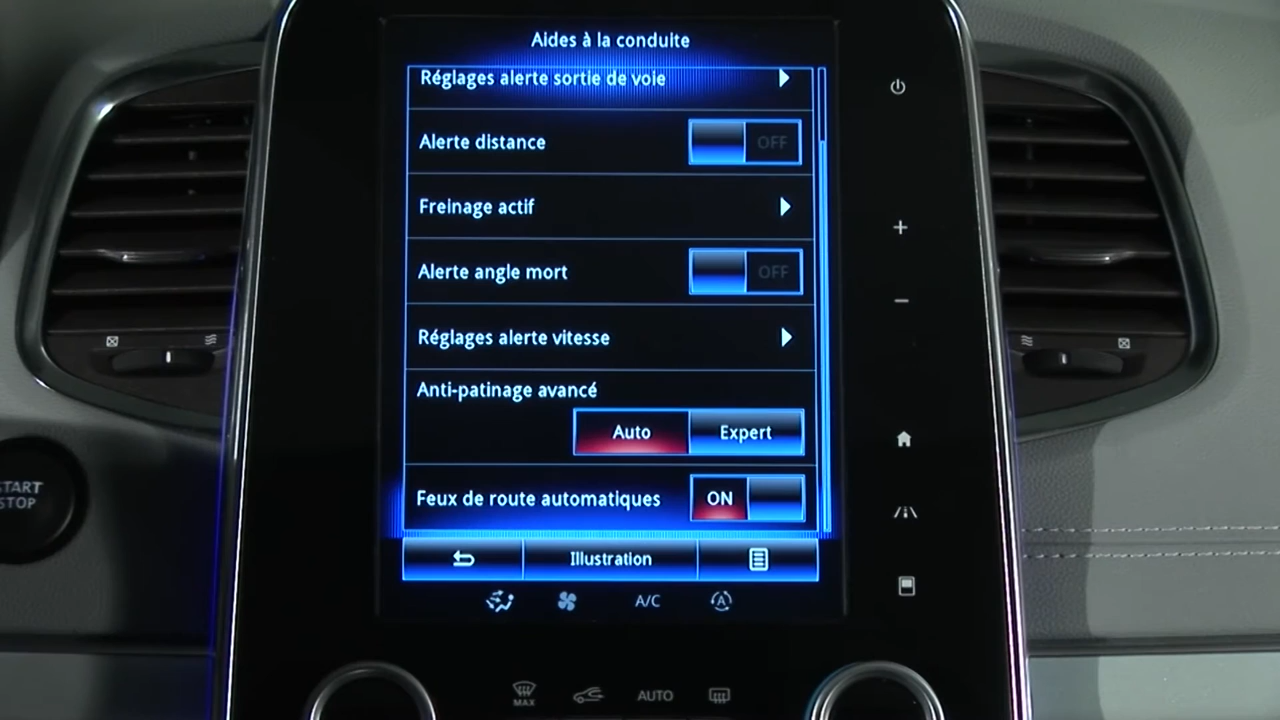 Aides à la conduite
Réglages alerte sortie de voie
Alerte distance OFF
Freinage actif
Alerte angle mort OFF
Réglages alerte vitesse
Anti-patinage avancé
Auto Expert
Feux de route automatiques ON
START
STOP
Illustration
A/C A
MAX AUTO